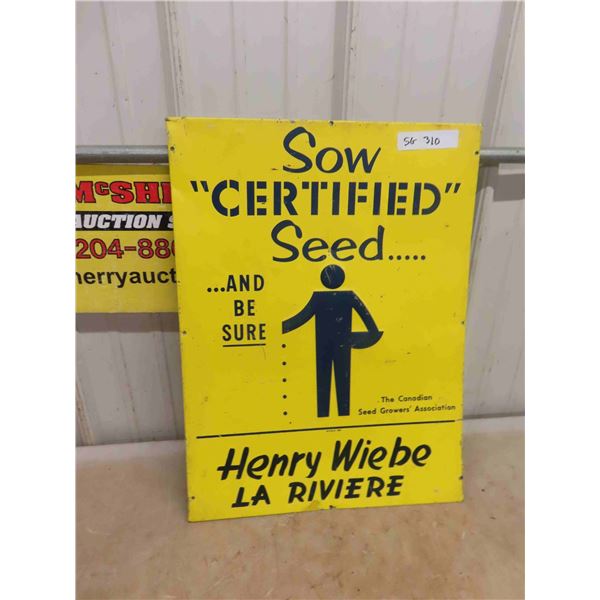 SG 310
Sow
"CERTIFIED"
Seed.....
...AND
BE
SURE
The Canadian
Seed Growers' Association
Henry Wiebe
LA RIVIERE
McSH
AUCTION S
204-88
herryauct